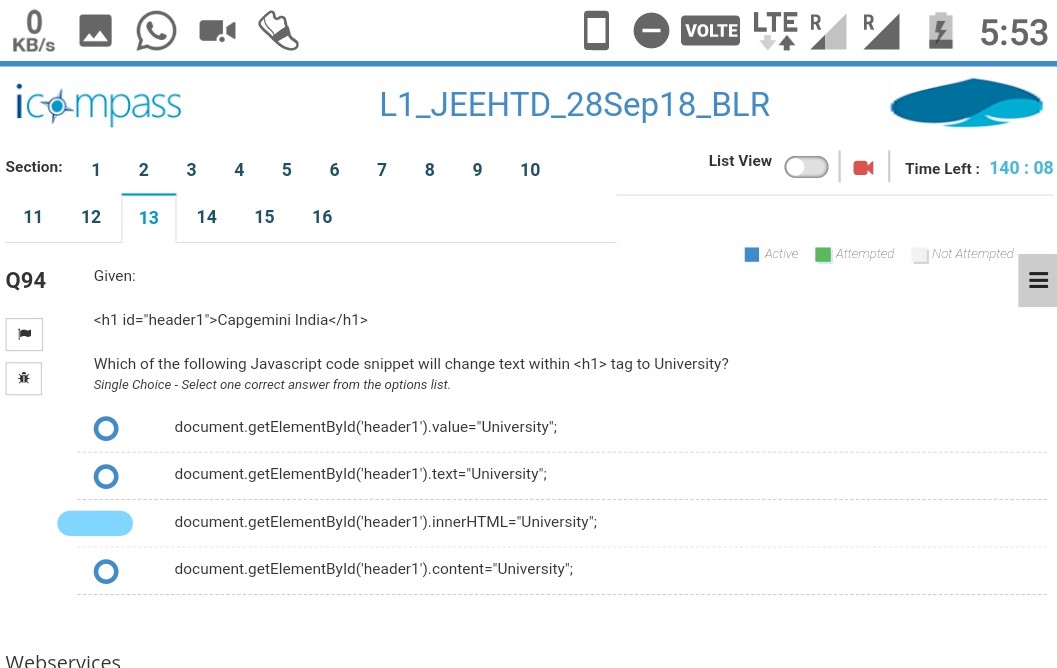 0 KB/s VOLTE LTE R R 5:53
icompass L1_JEEHTD_28Sep18_BLR
Section: 1 2 3 4 5 6 7 8 9 10 List View Time Left : 140 : 08
11 12 13 14 15 16
Active Attempted Not Attempted
Q94 Given:
<h1 id="header1">Capgemini India</h1>
Which of the following Javascript code snippet will change text within <h1> tag to University?
Single Choice - Select one correct answer from the options list.
document.getElementById('header1').value="University";
document.getElementById('header1').text="University";
document.getElementById('header1').innerHTML="University";
document.getElementById('header1').content="University";
Webservices